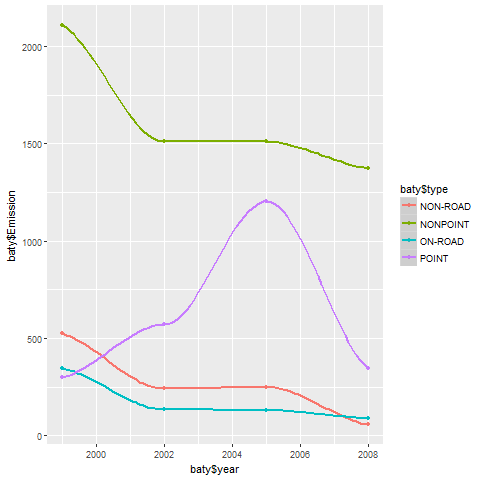 2000
1500
1000
500
0
baty$Emission
2000
2002
2004
2006
2008
baty$year
baty$type
NON-ROAD
NONPOINT
ON-ROAD
POINT